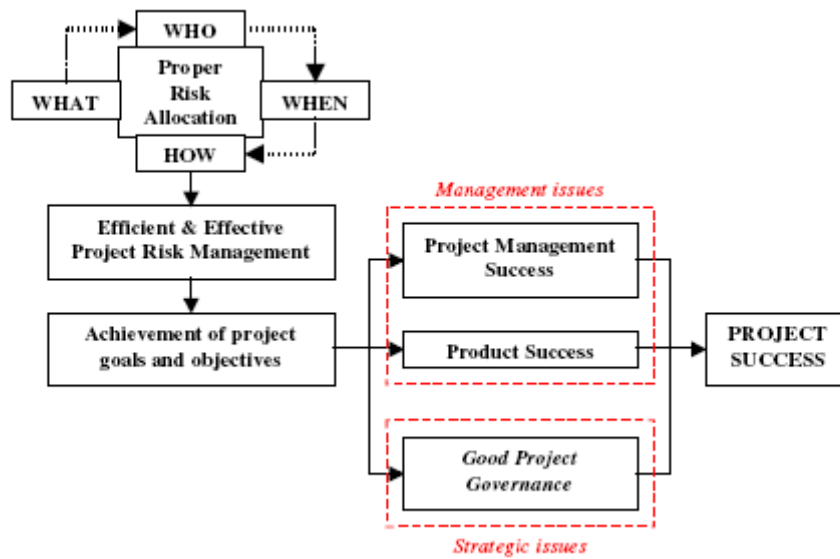 WHO
Proper
Risk
Allocation
WHAT
WHEN
HOW
Efficient & Effective
Project Risk Management
Achievement of project
goals and objectives
Management issues
Project Management
Success
Product Success
Good Project
Governance
Strategic issues
PROJECT
SUCCESS